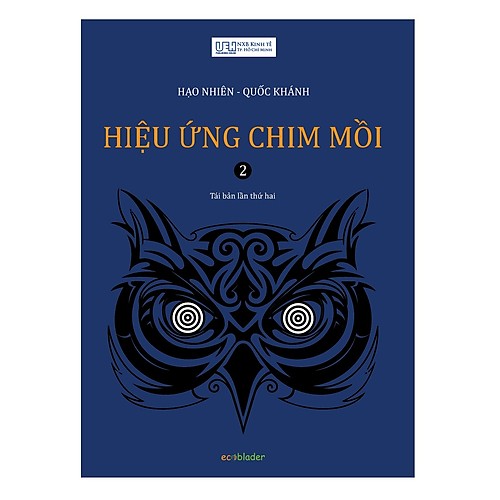 UEH NXB KINH TẾ
TP. HỒ CHÍ MINH
HẠO NHIÊN - QUỐC KHÁNH
HIỆU ỨNG CHIM MỒI
2
Tái bản lần thứ hai
ecoblader